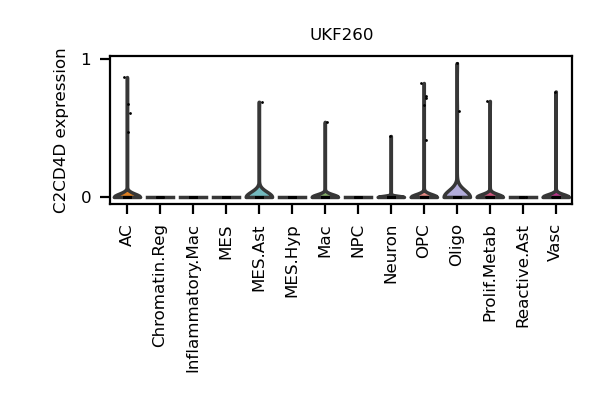 UKF260
C2CD4D expression
1
0
AC
Chromatin.Reg
Inflammatory.Mac
MES
MES.Ast
MES.Hyp
Mac
NPC
Neuron
OPC
Oligo
Prolif.Metab
Reactive.Ast
Vasc